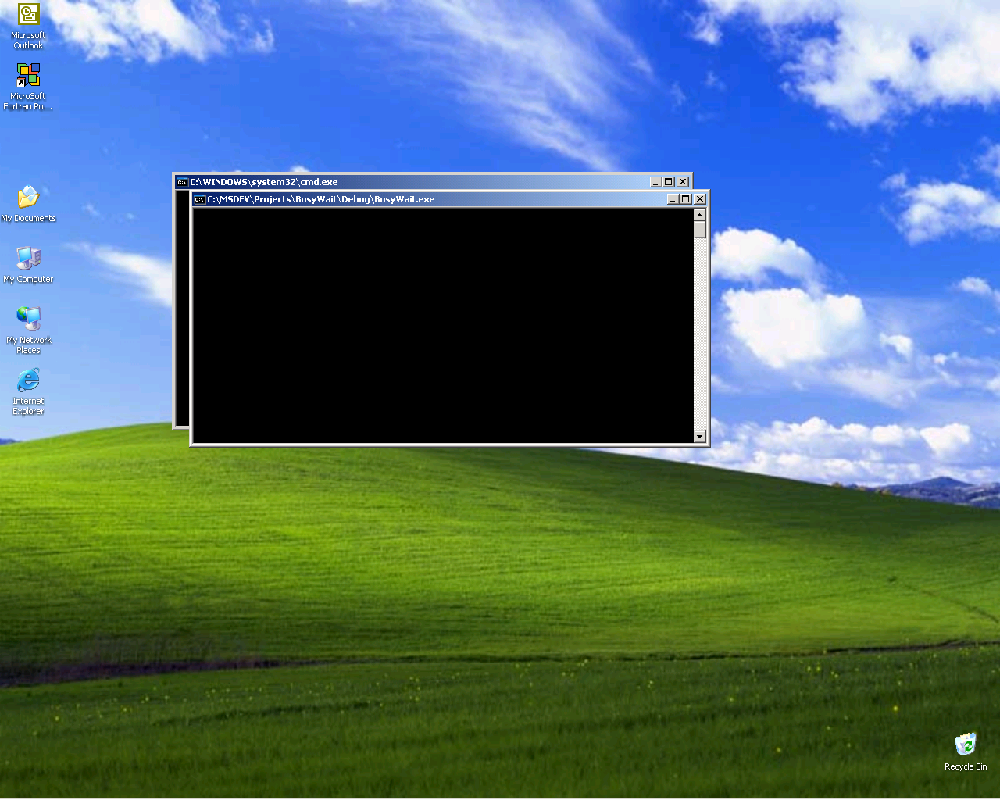 Microsoft
Outlook
MicroSoft
Fortran Po...
My Documents
My Computer
My Network
Places
Internet
Explorer
C:\WINDOWS\system32\cmd.exe
C:\MSDEV\Projects\BusyWait\Debug\BusyWait.exe
Recycle Bin